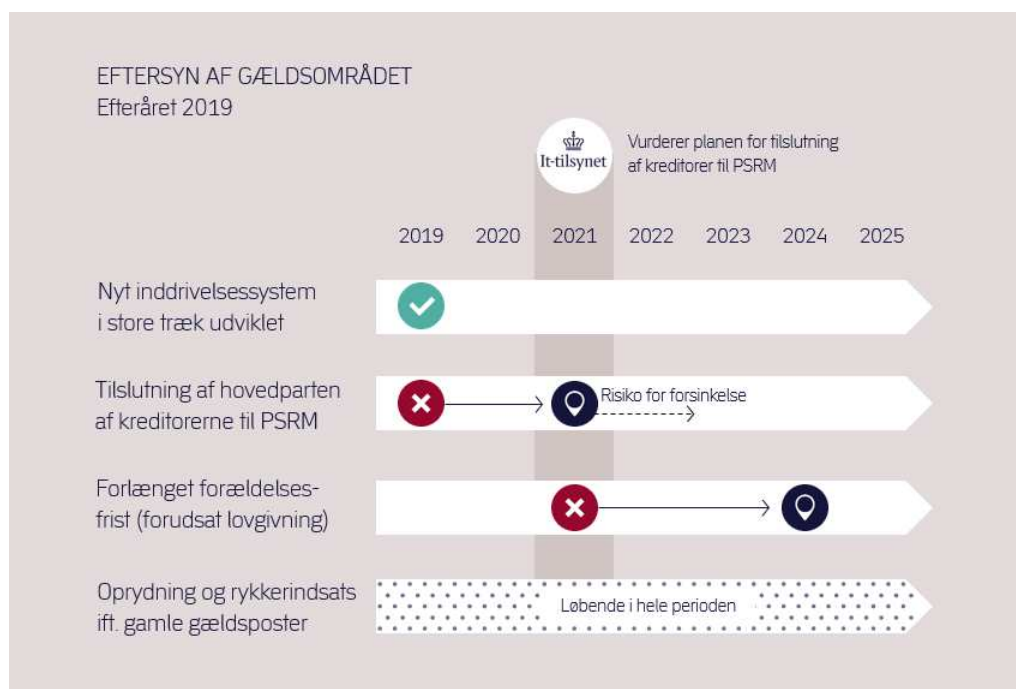 EFTERSYN AF GÆLDSOMRÅDET
Efteråret 2019
It-tilsynet
Vurderer planen for tilslutning
af kreditorer til PSRM
2019 2020 2021 2022 2023 2024 2025
Nyt inddrivelsessystem
i store træk udviklet
Tilslutning af hovedparten
af kreditorerne til PSRM
Risiko for forsinkelse
Forlænget forældelses-
frist (forudsat lovgivning)
Oprydning og rykkerindsats
ift. gamle gældsposter
Løbende i hele perioden